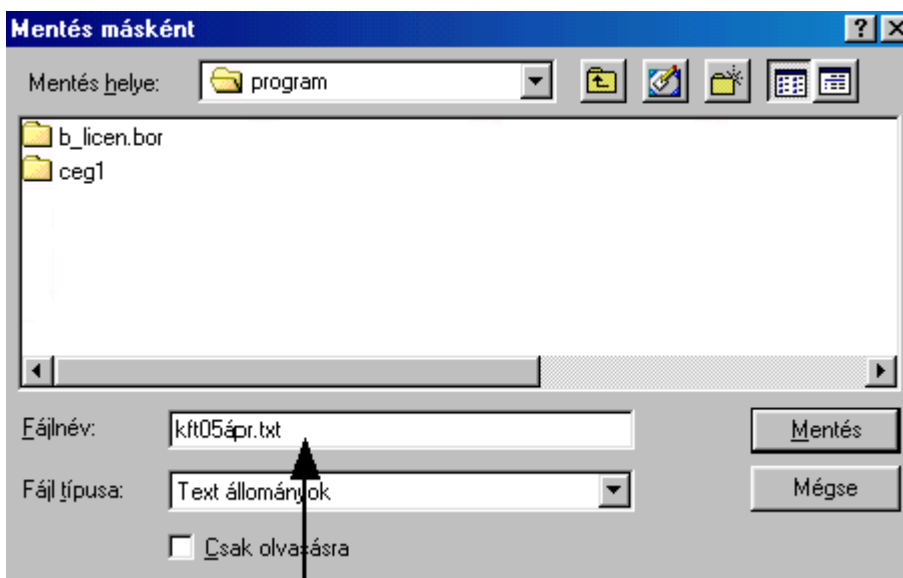 Mentés másként
Mentés helye: program
b_licen.bor
ceg1
Fájlnév: kft05ápr.txt Mentés
Fájl típusa: Text állományok Mégse
Csak olvasásra